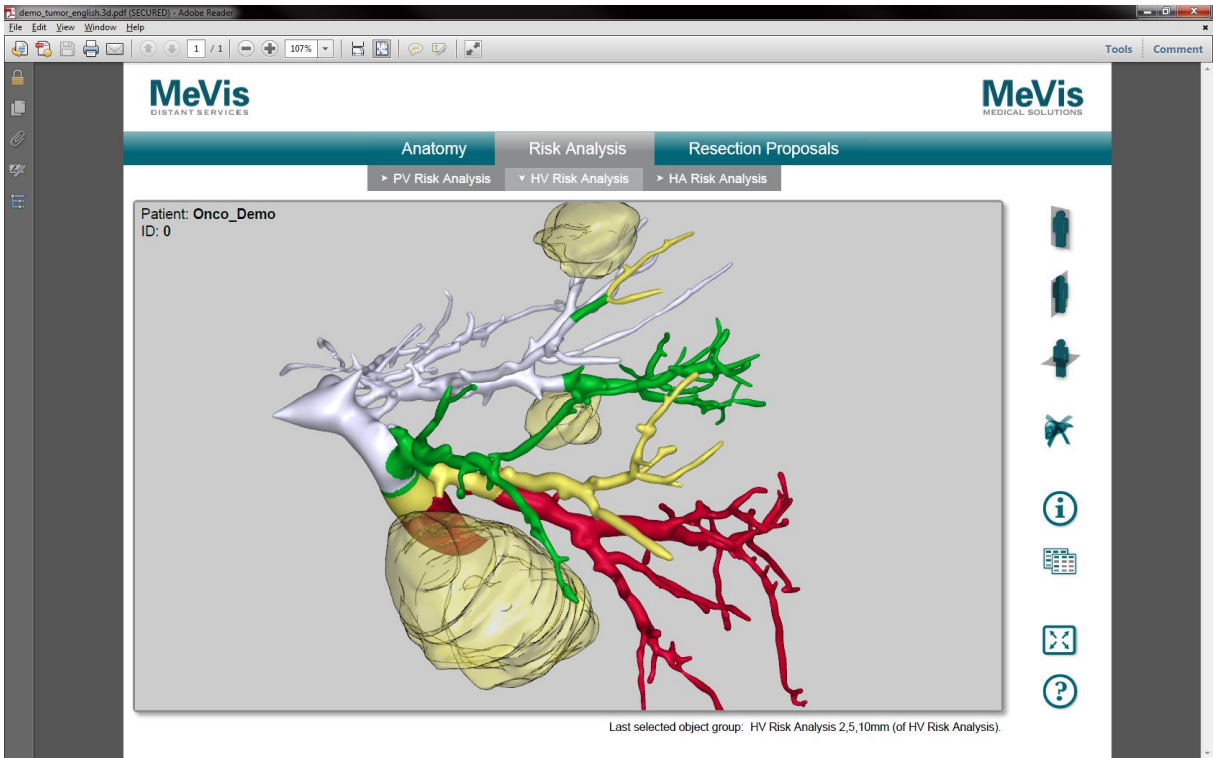 demo_tumor_english.3d.pdf (SECURED) - Adobe Reader
File Edit View Window Help
1 / 1 107% Tools Comment
MeVis
DISTANT SERVICES
MeVis
MEDICAL SOLUTIONS
Anatomy Risk Analysis Resection Proposals
PV Risk Analysis HV Risk Analysis HA Risk Analysis
Patient: Onco_Demo
ID: 0
Last selected object group: HV Risk Analysis 2,5,10mm (of HV Risk Analysis).